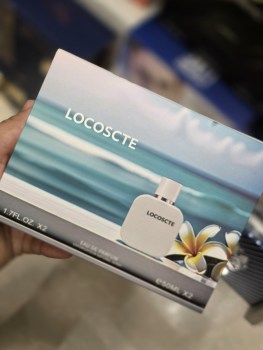 LOCOSCTE
LOCOSCTE
1.7FL.OZ X2
EAU DE PARFUM
50ML X2